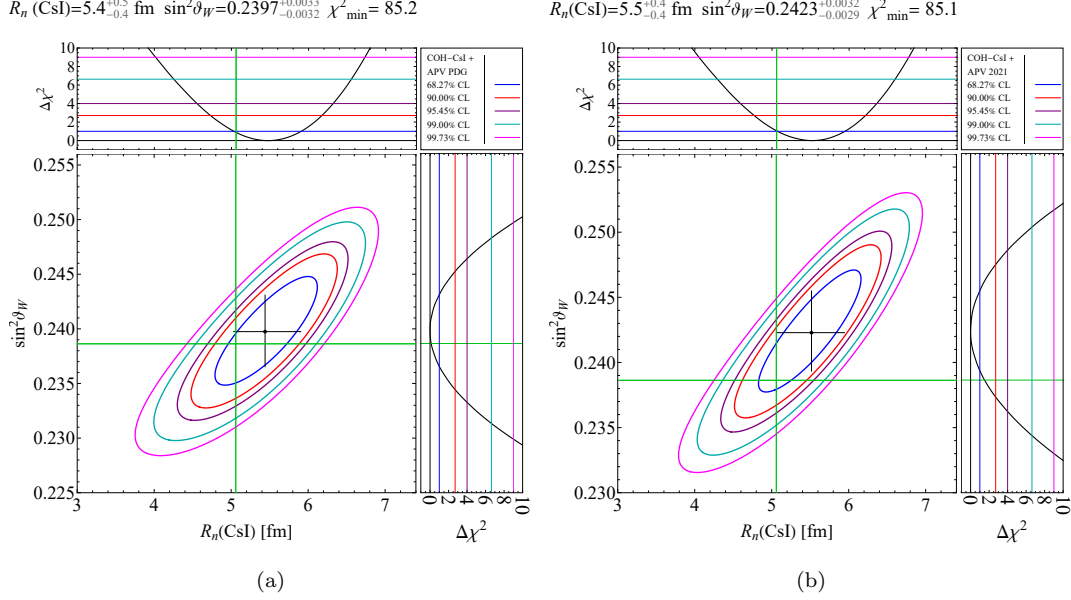 R_n (CsI)=5.4^{+0.5}_{-0.4} fm sin²ϑ_W=0.2397^{+0.0033}_{-0.0032} χ²_min= 85.2
10
8
6
4
2
0
Δχ²
COH-CsI +
APV PDG
68.27% CL
90.00% CL
95.45% CL
99.00% CL
99.73% CL
0.255
0.250
0.245
0.240
0.235
0.230
0.225
sin²ϑ_W
3 4 5 6 7
R_n(CsI) [fm]
0 2 4 6 8 10
Δχ²
(a)
R_n(CsI)=5.5^{+0.4}_{-0.4} fm sin²ϑ_W=0.2423^{+0.0032}_{-0.0029} χ²_min= 85.1
10
8
6
4
2
0
Δχ²
COH-CsI +
APV 2021
68.27% CL
90.00% CL
95.45% CL
99.00% CL
99.73% CL
0.255
0.250
0.245
0.240
0.235
0.230
sin²ϑ_W
3 4 5 6 7
R_n(CsI) [fm]
0 2 4 6 8 10
Δχ²
(b)